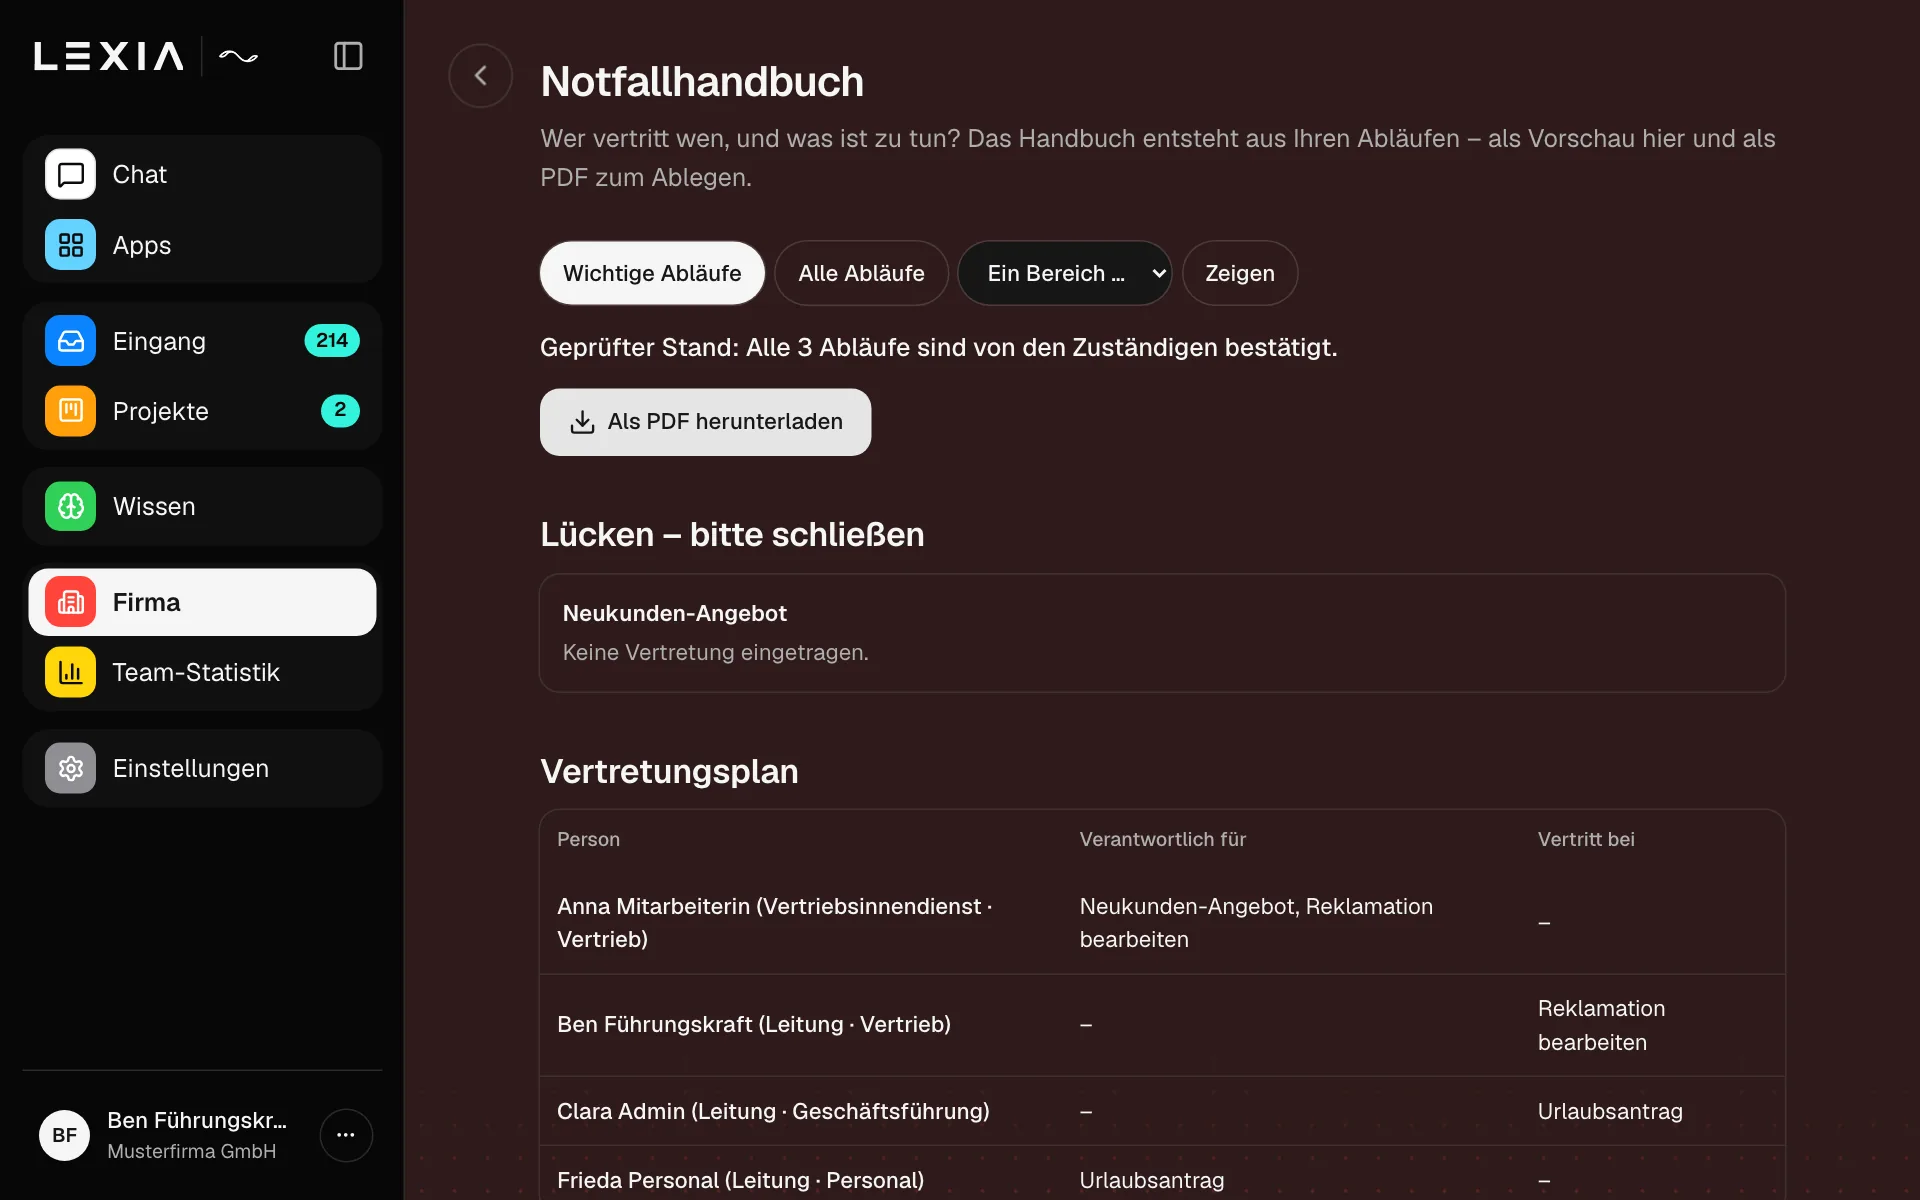 LEXIA
Chat
Apps
Eingang 214
Projekte 2
Wissen
Firma
Team-Statistik
Einstellungen
BF
Ben Führungskr...
Musterfirma GmbH
Notfallhandbuch
Wer vertritt wen, und was ist zu tun? Das Handbuch entsteht aus Ihren Abläufen – als Vorschau hier und als
PDF zum Ablegen.
Wichtige Abläufe Alle Abläufe Ein Bereich ... Zeigen
Geprüfter Stand: Alle 3 Abläufe sind von den Zuständigen bestätigt.
Als PDF herunterladen
Lücken – bitte schließen
Neukunden-Angebot
Keine Vertretung eingetragen.
Vertretungsplan
Person Verantwortlich für Vertritt bei
Anna Mitarbeiterin (Vertriebsinnendienst ·
Vertrieb)
Neukunden-Angebot, Reklamation
bearbeiten
–
Ben Führungskraft (Leitung · Vertrieb)
–
Reklamation
bearbeiten
Clara Admin (Leitung · Geschäftsführung) – Urlaubsantrag
Frieda Personal (Leitung · Personal) Urlaubsantrag –